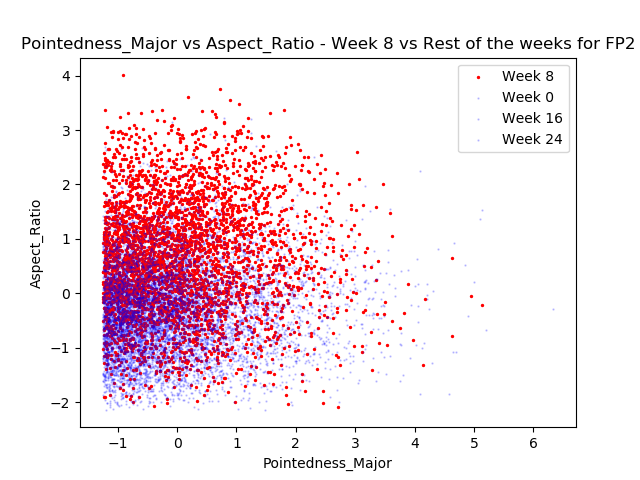 Pointedness_Major vs Aspect_Ratio - Week 8 vs Rest of the weeks for FP2
Week 8
Week 0
Week 16
Week 24
Aspect_Ratio
4
3
2
1
0
−1
−2
−1
0
1
2
3
4
5
6
Pointedness_Major